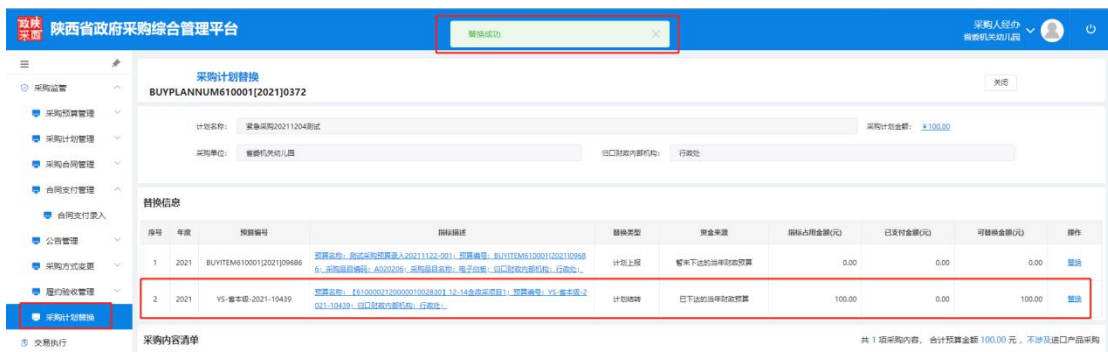 政陕
采西
陕西省政府采购综合管理平台
替换成功
采购人经办
省委机关幼儿园
采购监管
采购预算管理
采购计划管理
采购合同管理
合同支付管理
合同支付录入
公告管理
采购方式变更
履约验收管理
采购计划替换
交易执行
采购计划替换
BUYPLANNUM610001[2021]0372
关闭
计划名称: 紧急采购20211204测试 采购计划金额: ¥100.00
采购单位: 省委机关幼儿园 归口财政内部机构: 行政处
替换信息
序号 年度 预算编号 指标描述 替换类型 资金来源 指标占用金额(元) 已支付金额(元) 可替换金额(元) 操作
1 2021 BUYITEM610001[2021]09686 预算名称: 测试采购预算录入20211122-001; 预算编号: BUYITEM610001[2021]0968
6; 采购品目编码: A020206; 采购品目名称: 电子白板; 归口财政内部机构: 行政处; 计划上报 暂未下达的当年财政预算 0.00 0.00 0.00 替换
2 2021 YS-省本级-2021-10439 预算名称: 【6100002120000010028​30】12-14金政采项目1; 预算编号: YS-省本级-2
021-10439; 归口财政内部机构: 行政处; 计划结转 已下达的当年财政预算 100.00 0.00 100.00 替换
采购内容清单
共 1 项采购内容, 合计预算金额 100.00 元, 不涉及进口产品采购